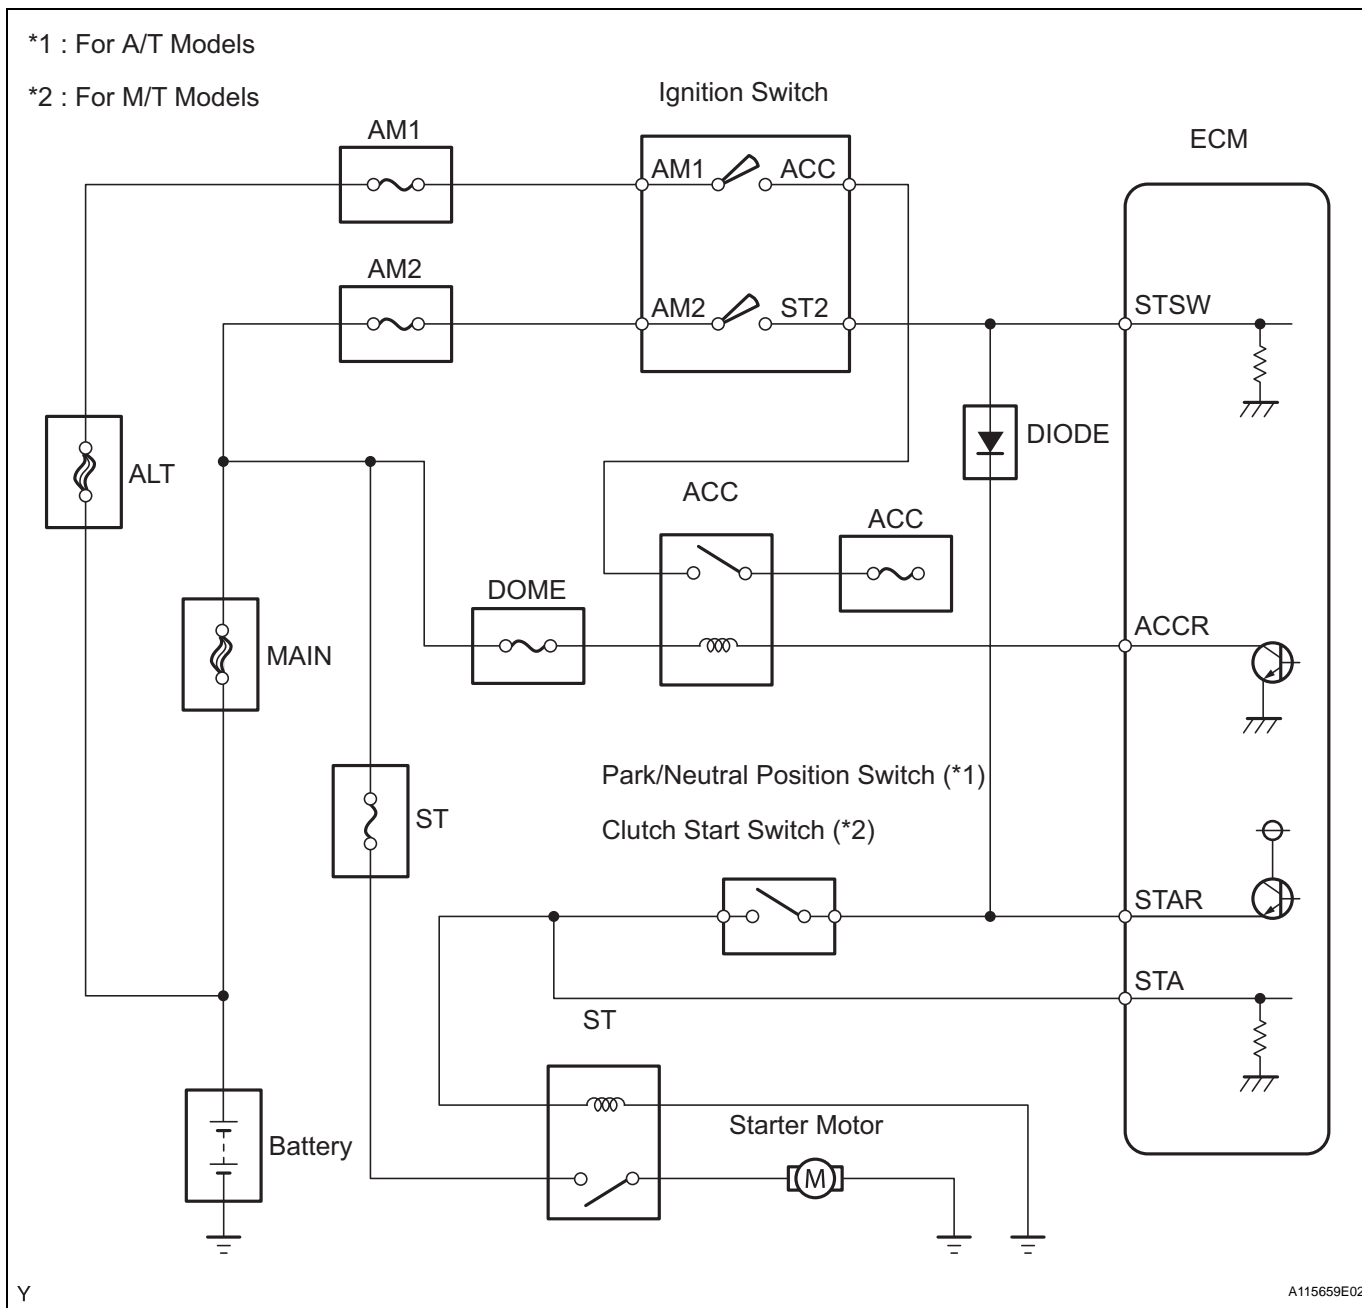 *1 : For A/T Models
*2 : For M/T Models
Ignition Switch
AM1
ECM
AM1
ACC
AM2
AM2
ST2
STSW
ALT
DIODE
ACC
ACC
DOME
ACCR
MAIN
Park/Neutral Position Switch (*1)
ST
Clutch Start Switch (*2)
STAR
STA
ST
Starter Motor
Battery
M
Y
A115659E02